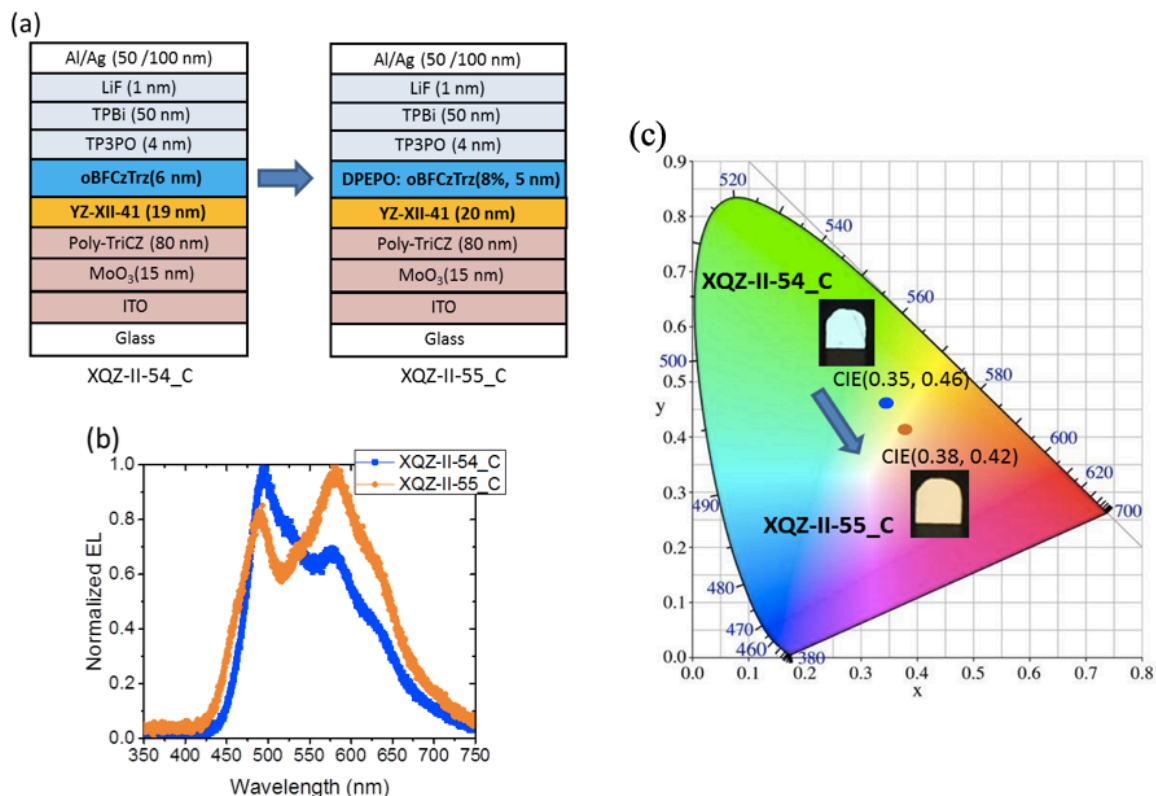 (a)
Al/Ag (50 /100 nm)
LiF (1 nm)
TPBi (50 nm)
TP3PO (4 nm)
oBFCzTrz(6 nm)
YZ-XII-41 (19 nm)
Poly-TriCZ (80 nm)
MoO₃(15 nm)
ITO
Glass
XQZ-II-54_C
Al/Ag (50 /100 nm)
LiF (1 nm)
TPBi (50 nm)
TP3PO (4 nm)
DPEPO: oBFCzTrz(8%, 5 nm)
YZ-XII-41 (20 nm)
Poly-TriCZ (80 nm)
MoO₃(15 nm)
ITO
Glass
XQZ-II-55_C
(b)
XQZ-II-54_C
XQZ-II-55_C
Normalized EL
1.0
0.8
0.6
0.4
0.2
0.0
350 400 450 500 550 600 650 700 750
Wavelength (nm)
(c)
0.9
0.8
0.7
0.6
0.5
y
0.4
0.3
0.2
0.1
0.0
0.0 0.1 0.2 0.3 0.4 0.5 0.6 0.7 0.8
x
520
540
560
580
600
620
700
500
490
480
470
460
380
XQZ-II-54_C
CIE(0.35, 0.46)
CIE(0.38, 0.42)
XQZ-II-55_C